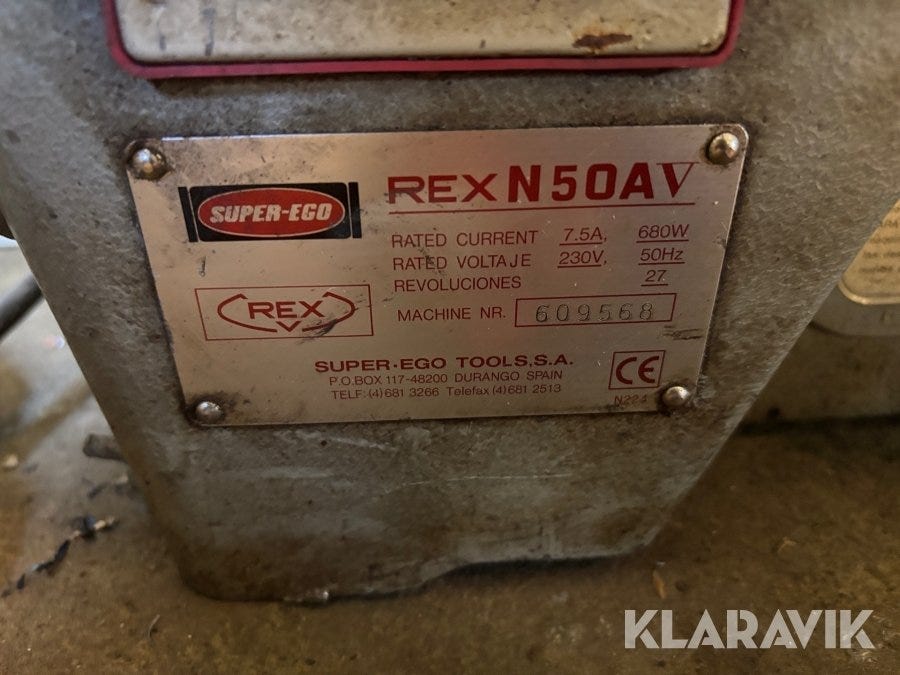 SUPER-EGO
REX N50AV
RATED CURRENT 7.5A, 680W
RATED VOLTAJE 230V, 50Hz
REVOLUCIONES 27
REX
MACHINE NR. 609568
SUPER·EGO TOOLS,S.A.
P.O.BOX 117-48200 DURANGO SPAIN
TELF: (4) 681 3266 Telefax (4) 681 2513
CE
N224
KLARAVIK